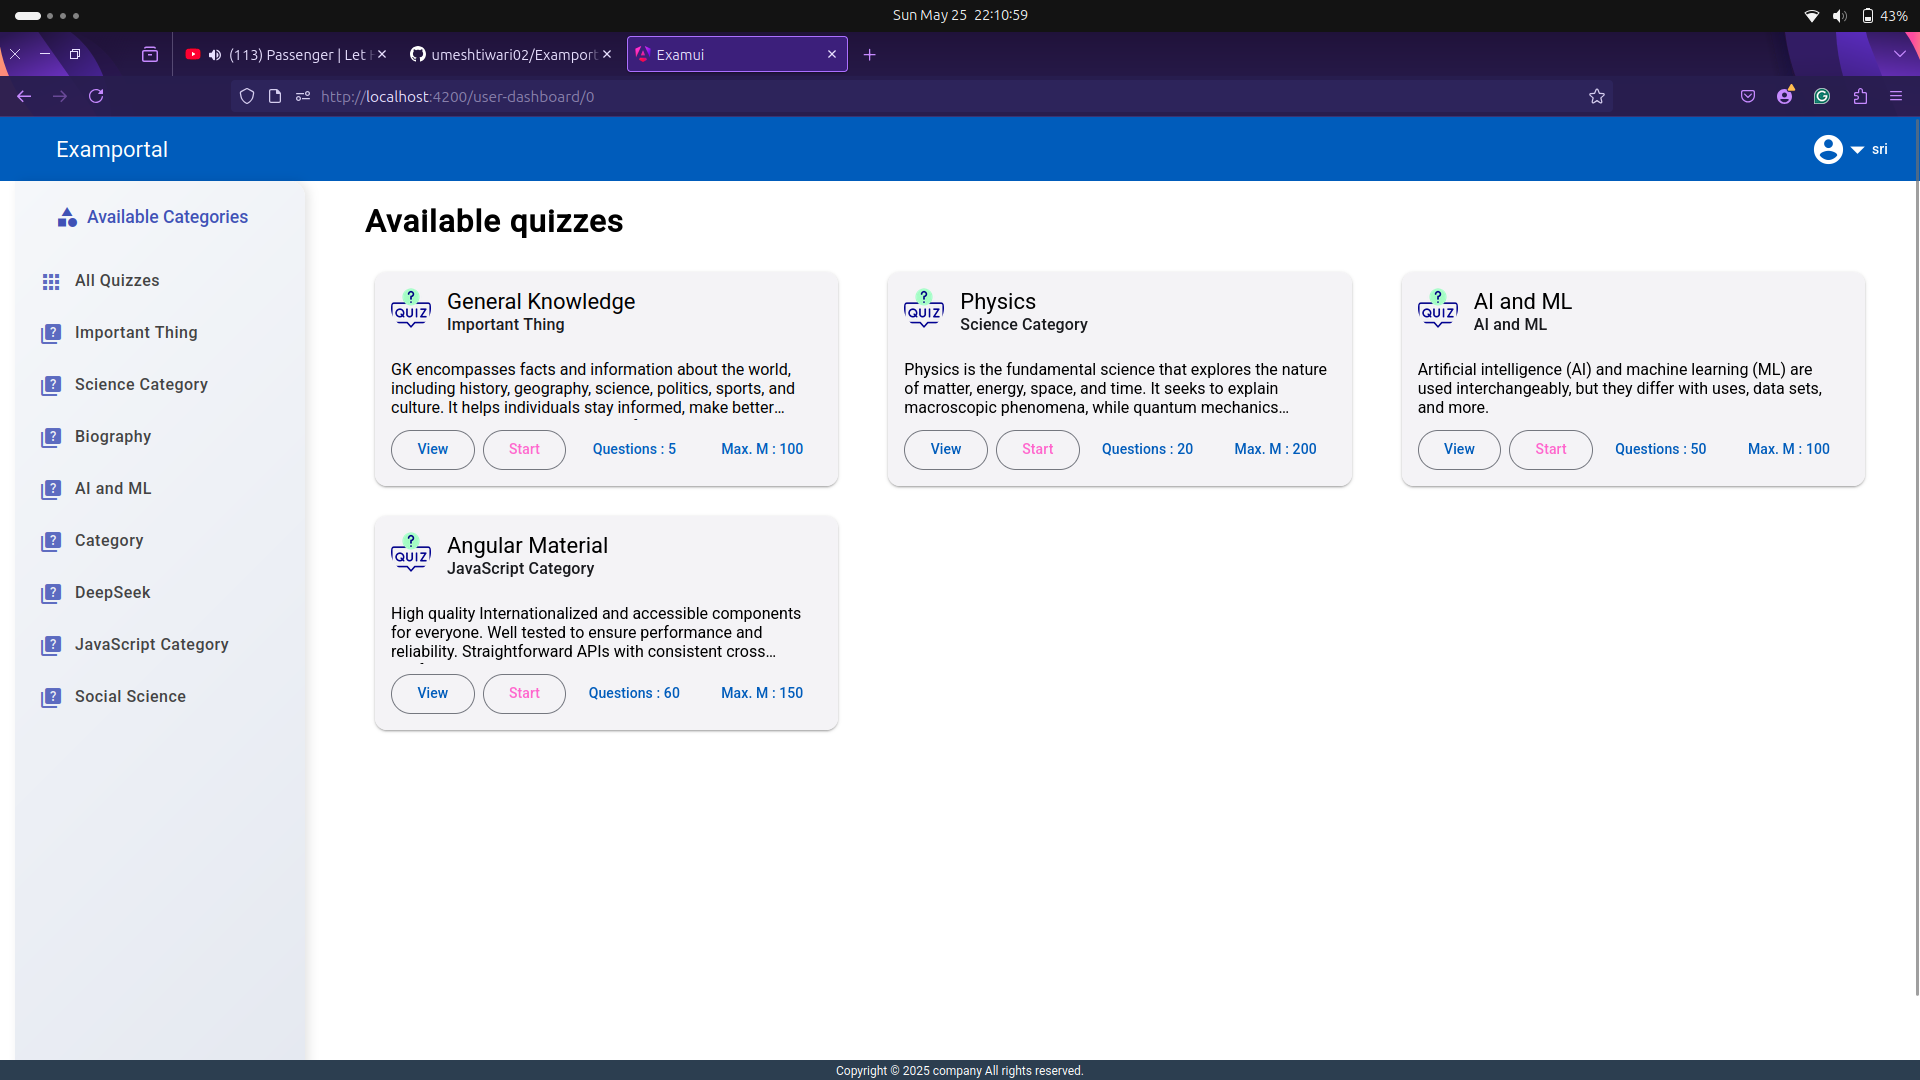 Sun May 25 22:10:59
43%
(113) Passenger | Let
umeshtiwari02/Examport
Examui
http://localhost:4200/user-dashboard/0
Examportal
sri
Available Categories
All Quizzes
Important Thing
Science Category
Biography
AI and ML
Category
DeepSeek
JavaScript Category
Social Science
Available quizzes
QUIZ
General Knowledge
Important Thing
GK encompasses facts and information about the world,
including history, geography, science, politics, sports, and
culture. It helps individuals stay informed, make better…
View
Start
Questions : 5
Max. M : 100
QUIZ
Physics
Science Category
Physics is the fundamental science that explores the nature
of matter, energy, space, and time. It seeks to explain
macroscopic phenomena, while quantum mechanics…
View
Start
Questions : 20
Max. M : 200
QUIZ
AI and ML
AI and ML
Artificial intelligence (AI) and machine learning (ML) are
used interchangeably, but they differ with uses, data sets,
and more.
View
Start
Questions : 50
Max. M : 100
QUIZ
Angular Material
JavaScript Category
High quality Internationalized and accessible components
for everyone. Well tested to ensure performance and
reliability. Straightforward APIs with consistent cross…
View
Start
Questions : 60
Max. M : 150
Copyright © 2025 company All rights reserved.